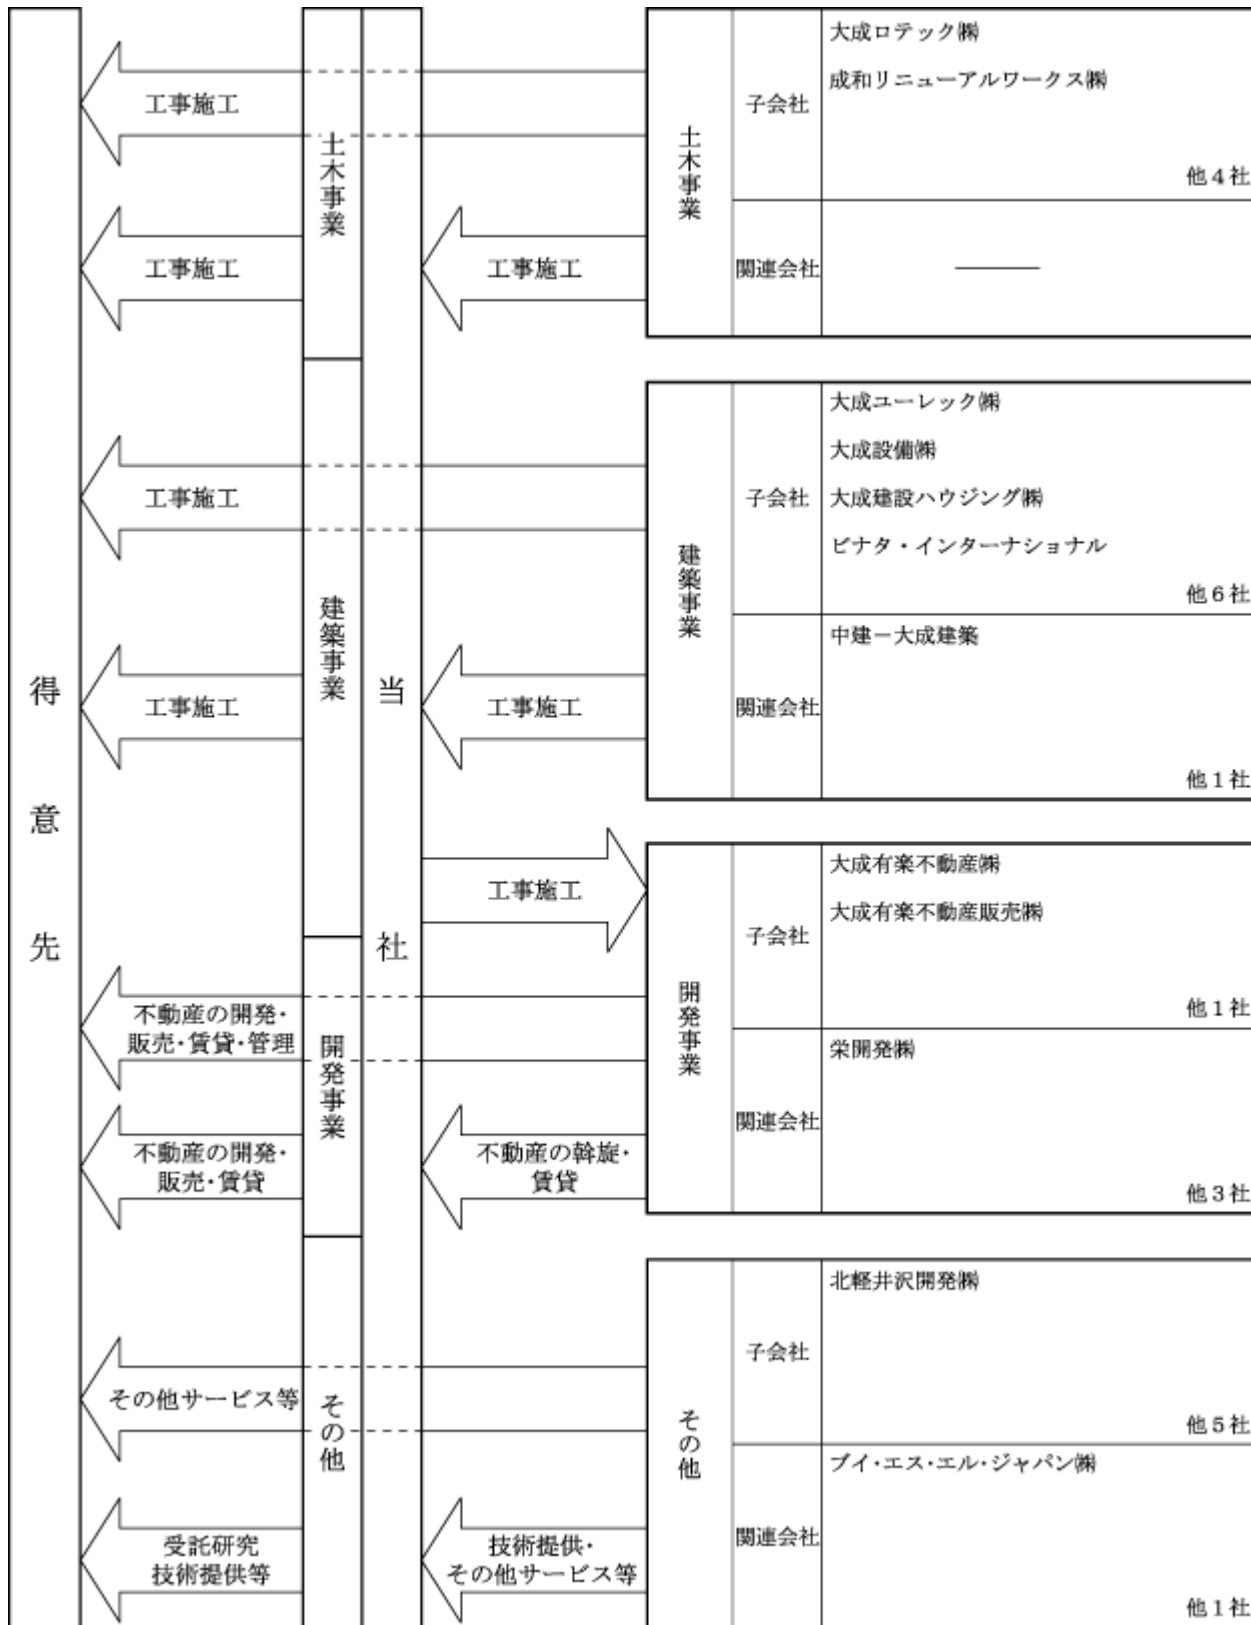 得意先
当社
土木事業
工事施工
工事施工
工事施工
土木事業
子会社
大成ロテック㈱
成和リニューアルワークス㈱
他4社
関連会社
―――
建築事業
工事施工
工事施工
工事施工
建築事業
子会社
大成ユーレック㈱
大成設備㈱
大成建設ハウジング㈱
ビナタ・インターナショナル
他6社
関連会社
中建－大成建築
他1社
工事施工
開発事業
不動産の開発・
販売・賃貸・管理
不動産の開発・
販売・賃貸
不動産の斡旋・
賃貸
開発事業
子会社
大成有楽不動産㈱
大成有楽不動産販売㈱
他1社
関連会社
栄開発㈱
他3社
その他
その他サービス等
受託研究
技術提供等
技術提供・
その他サービス等
その他
子会社
北軽井沢開発㈱
他5社
関連会社
ブイ・エス・エル・ジャパン㈱
他1社